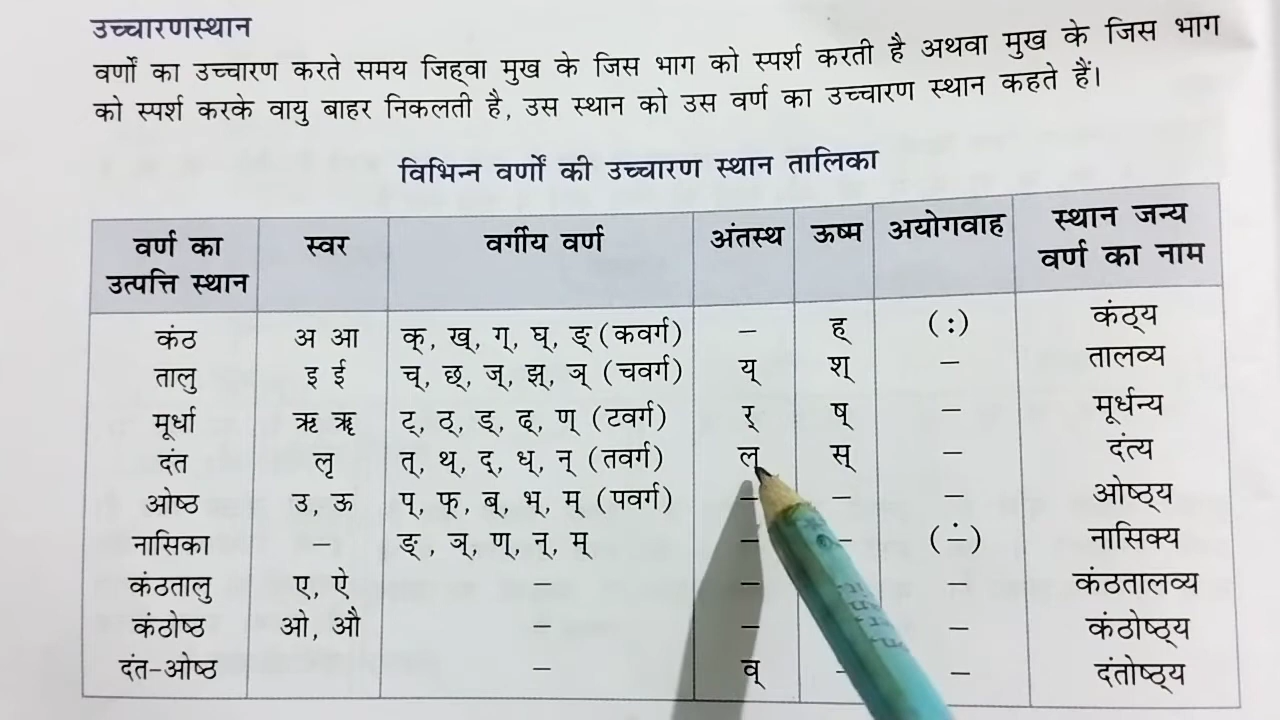 उच्चारणस्थान
वर्णों का उच्चारण करते समय जिह्वा मुख के जिस भाग को स्पर्श करती है अथवा मुख के जिस भाग
को स्पर्श करके वायु बाहर निकलती है, उस स्थान को उस वर्ण का उच्चारण स्थान कहते हैं।
विभिन्न वर्णों की उच्चारण स्थान तालिका
वर्ण का उत्पत्ति स्थान स्वर वर्गीय वर्ण अंतस्थ ऊष्म अयोगवाह स्थान जन्य वर्ण का नाम
कंठ अ आ क्, ख्, ग्, घ्, ङ् (कवर्ग) – ह् (:) कंठ्य
तालु इ ई च्, छ्, ज्, झ्, ञ् (चवर्ग) य् श् – तालव्य
मूर्धा ऋ ॠ ट्, ठ्, ड्, ढ्, ण् (टवर्ग) र् ष् – मूर्धन्य
दंत लृ त्, थ्, द्, ध्, न् (तवर्ग) ल् स् – दंत्य
ओष्ठ उ, ऊ प्, फ्, ब्, भ्, म् (पवर्ग) – – – ओष्ठ्य
नासिका – ङ्, ञ्, ण्, न्, म् – – (∸) नासिक्य
कंठतालु ए, ऐ – – – कंठतालव्य
कंठोष्ठ ओ, औ – – – कंठोष्ठ्य
दंत–ओष्ठ – व् – – दंतोष्ठ्य